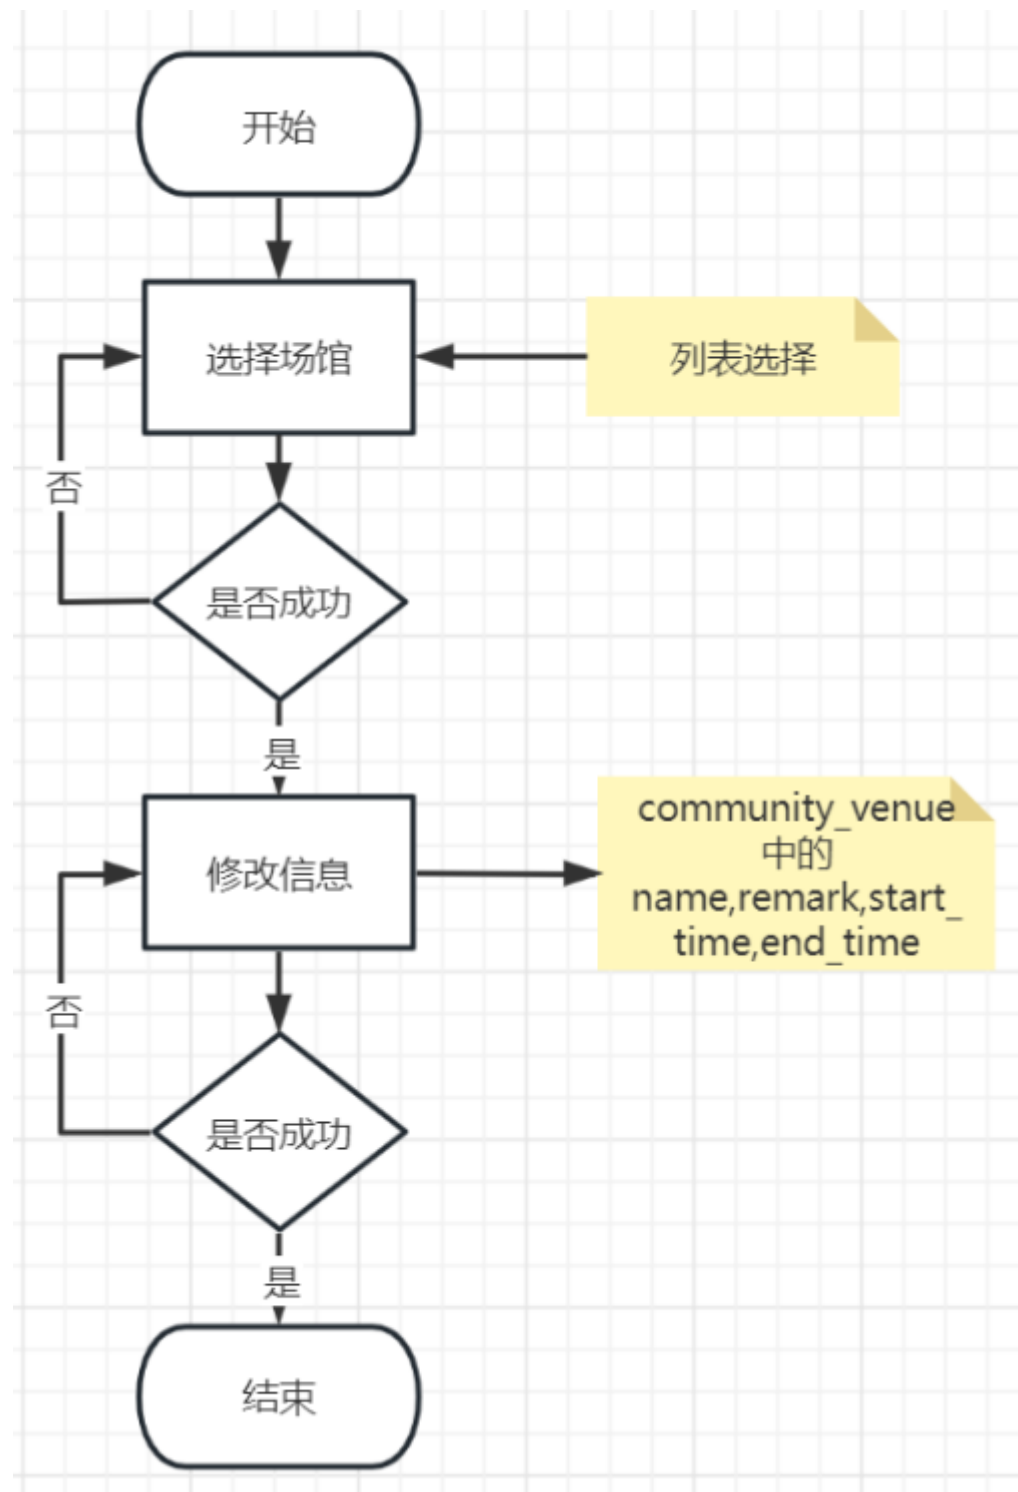 开始
选择场馆
列表选择
否
是否成功
是
修改信息
community_venue
中的
name,remark,start_
time,end_time
否
是否成功
是
结束